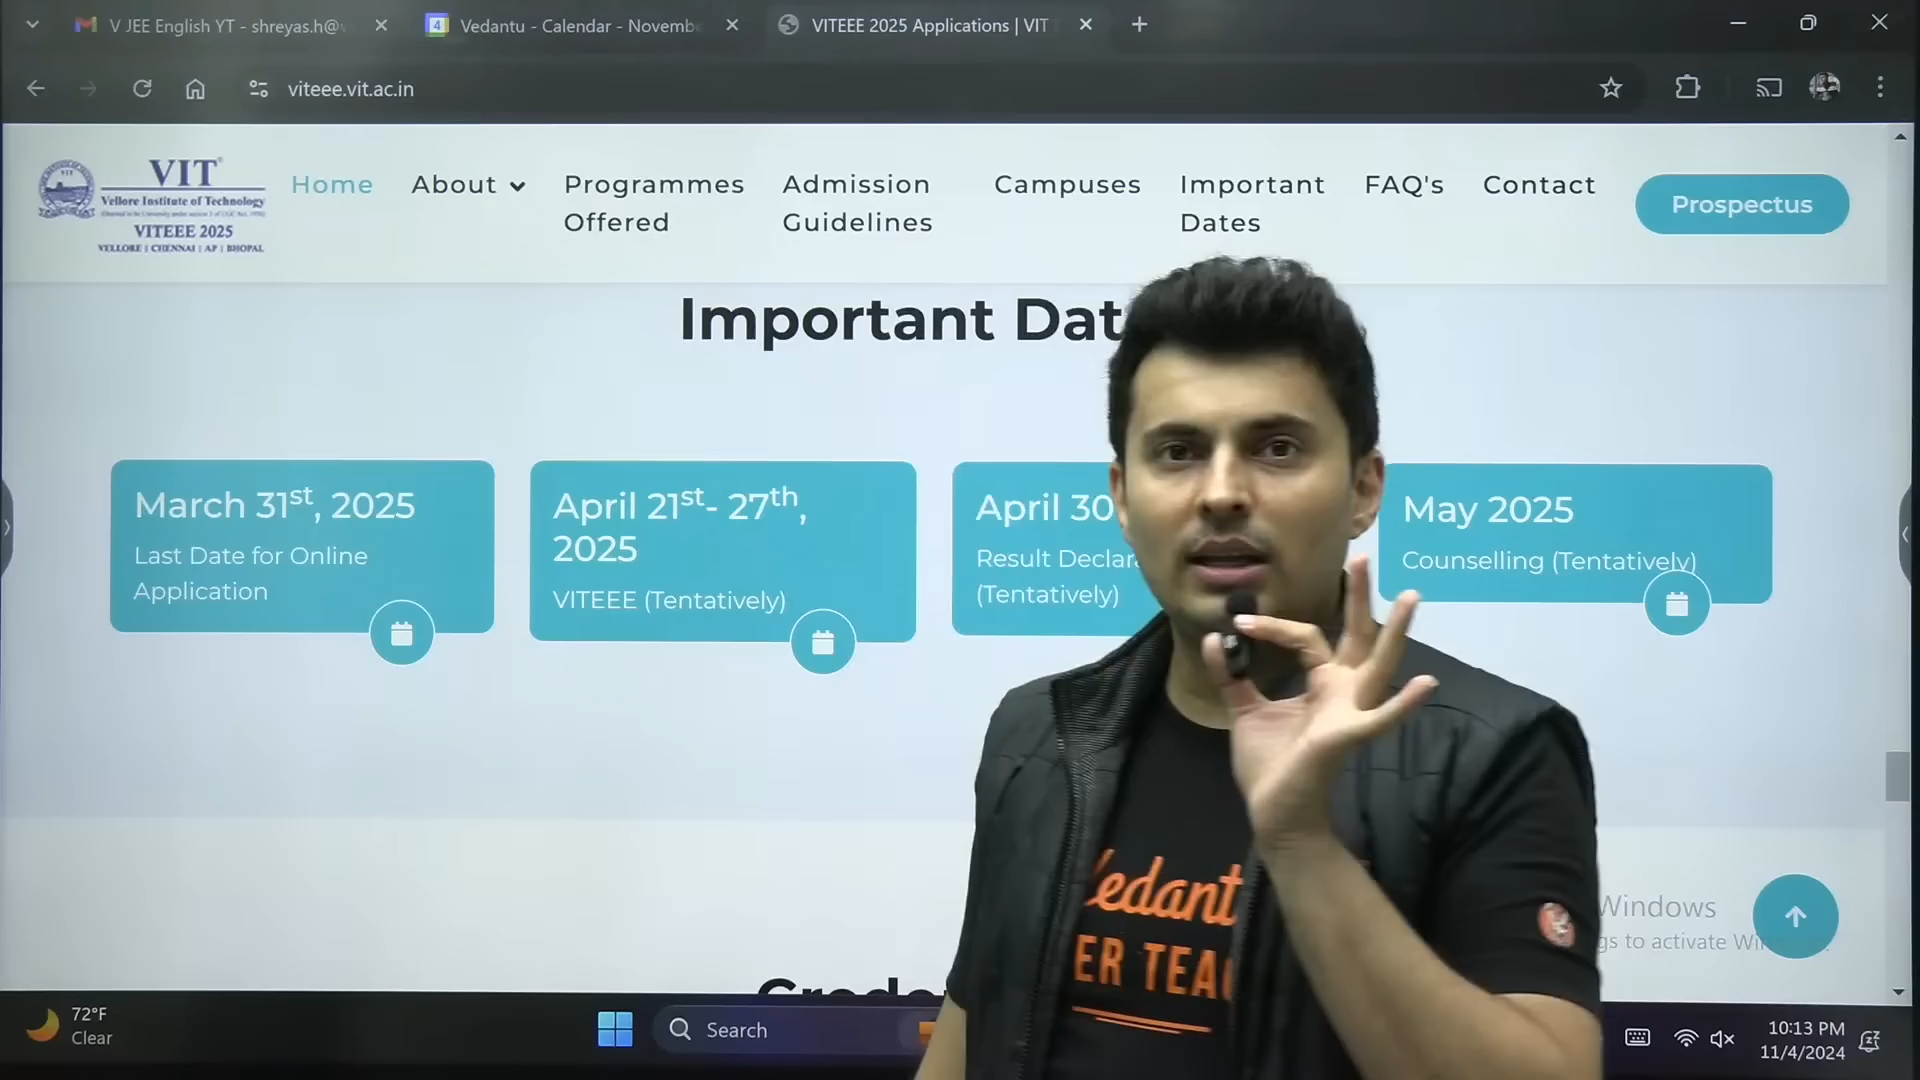 V JEE English YT - shreyas.h@
4
Vedantu - Calendar - Novembe
VITEEE 2025 Applications | VIT
viteee.vit.ac.in
VIT
Vellore Institute of Technology
VITEEE 2025
VELLORE | CHENNAI | AP | BHOPAL
Home
About
Programmes
Offered
Admission
Guidelines
Campuses
Important
Dates
FAQ's
Contact
Prospectus
Important Dat
March 31st, 2025
Last Date for Online
Application
April 21st- 27th,
2025
VITEEE (Tentatively)
April 30
Result Declar
(Tentatively)
May 2025
Counselling (Tentatively)
Vedant
ER TEAC
Windows
gs to activate Wi
72°F
Clear
Search
10:13 PM
11/4/2024